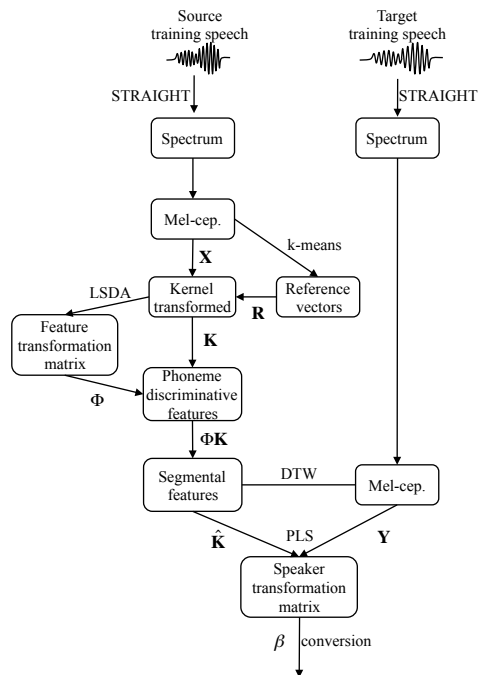 Source
training speech
Target
training speech
STRAIGHT
STRAIGHT
Spectrum
Spectrum
Mel-cep.
X
k-means
LSDA
Kernel
transformed
R
Reference
vectors
Feature
transformation
matrix
K
Φ
Phoneme
discriminative
features
ΦK
Segmental
features
DTW
Mel-cep.
K̂
PLS
Y
Speaker
transformation
matrix
β conversion